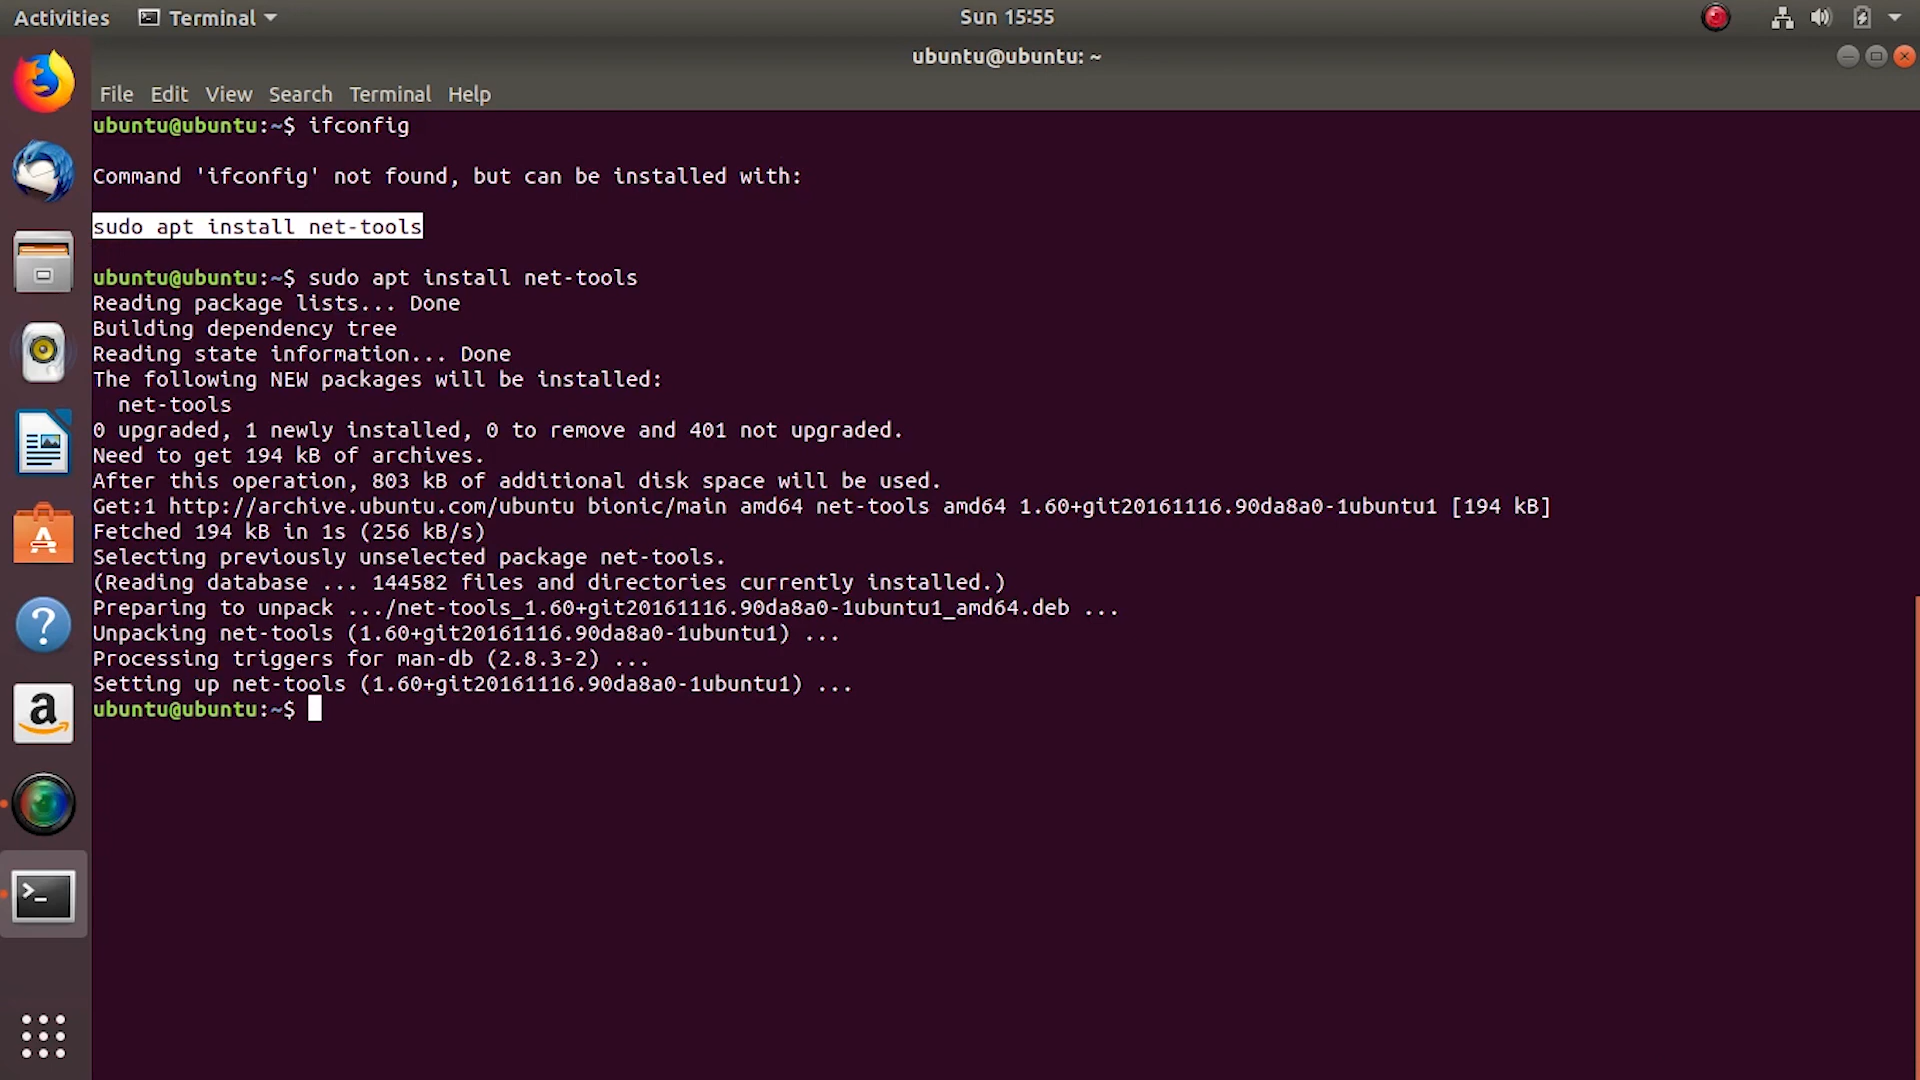 Activities Terminal Sun 15:55
ubuntu@ubuntu: ~
File Edit View Search Terminal Help
ubuntu@ubuntu:~$ ifconfig
Command 'ifconfig' not found, but can be installed with:
sudo apt install net-tools
ubuntu@ubuntu:~$ sudo apt install net-tools
Reading package lists... Done
Building dependency tree
Reading state information... Done
The following NEW packages will be installed:
  net-tools
0 upgraded, 1 newly installed, 0 to remove and 401 not upgraded.
Need to get 194 kB of archives.
After this operation, 803 kB of additional disk space will be used.
Get:1 http://archive.ubuntu.com/ubuntu bionic/main amd64 net-tools amd64 1.60+git20161116.90da8a0-1ubuntu1 [194 kB]
Fetched 194 kB in 1s (256 kB/s)
Selecting previously unselected package net-tools.
(Reading database ... 144582 files and directories currently installed.)
Preparing to unpack .../net-tools_1.60+git20161116.90da8a0-1ubuntu1_amd64.deb ...
Unpacking net-tools (1.60+git20161116.90da8a0-1ubuntu1) ...
Processing triggers for man-db (2.8.3-2) ...
Setting up net-tools (1.60+git20161116.90da8a0-1ubuntu1) ...
ubuntu@ubuntu:~$